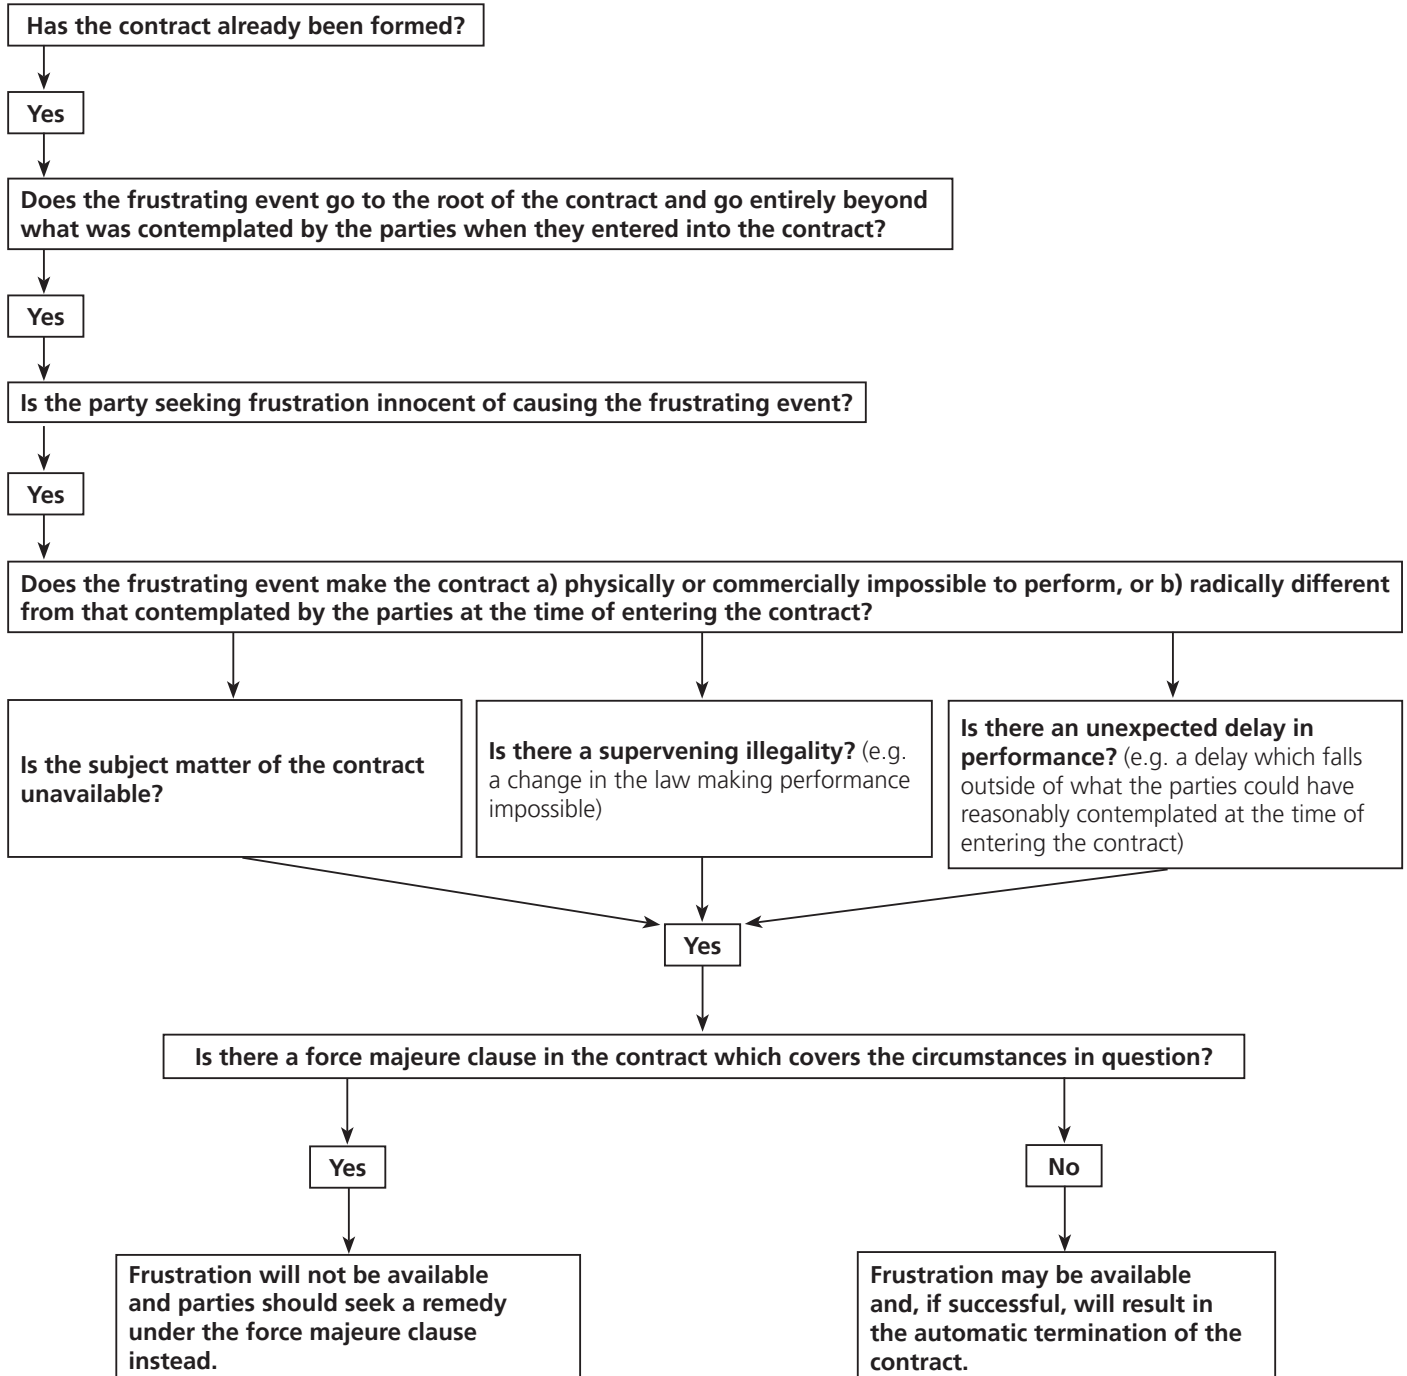 Has the contract already been formed?
Yes
Does the frustrating event go to the root of the contract and go entirely beyond
what was contemplated by the parties when they entered into the contract?
Yes
Is the party seeking frustration innocent of causing the frustrating event?
Yes
Does the frustrating event make the contract a) physically or commercially impossible to perform, or b) radically different
from that contemplated by the parties at the time of entering the contract?
Is the subject matter of the contract
unavailable?
Is there a supervening illegality? (e.g.
a change in the law making performance
impossible)
Is there an unexpected delay in
performance? (e.g. a delay which falls
outside of what the parties could have
reasonably contemplated at the time of
entering the contract)
Yes
Is there a force majeure clause in the contract which covers the circumstances in question?
Yes
No
Frustration will not be available
and parties should seek a remedy
under the force majeure clause
instead.
Frustration may be available
and, if successful, will result in
the automatic termination of the
contract.